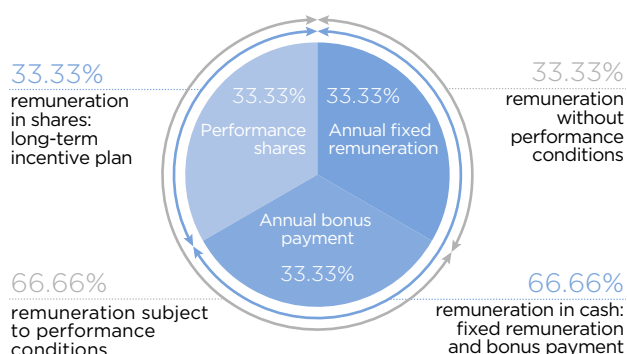 33.33%
remuneration
in shares:
long-term
incentive plan
33.33%
Performance
shares
33.33%
Annual fixed
remuneration
33.33%
remuneration
without
performance
conditions
Annual bonus
payment
33.33%
66.66%
remuneration subject
to performance
conditions
66.66%
remuneration in cash:
fixed remuneration
and bonus payment